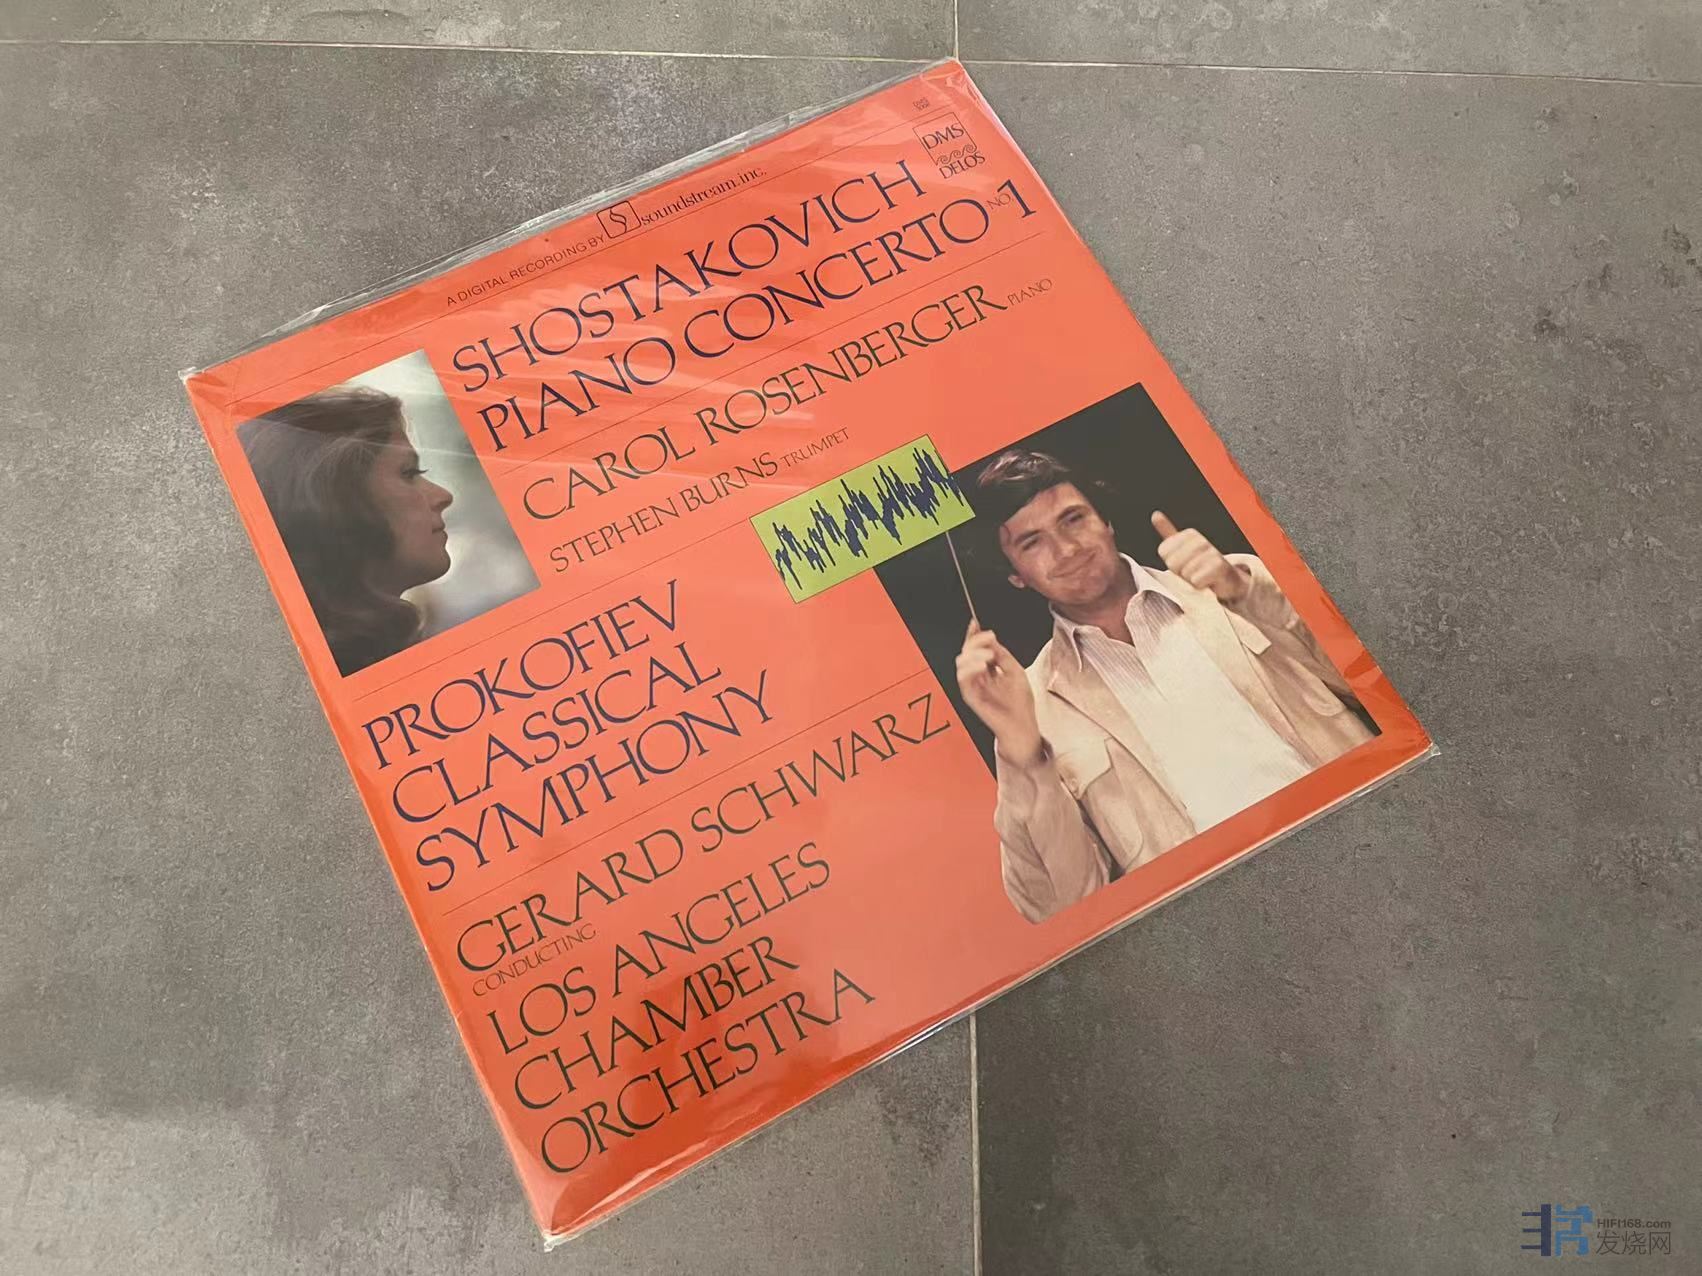 A DIGITAL RECORDING BY soundstream, inc.
DMS
DELOS
SHOSTAKOVICH
PIANO CONCERTO NO. 1
CAROL ROSENBERGER PIANO
STEPHEN BURNS TRUMPET
PROKOFIEV
CLASSICAL
SYMPHONY
GERARD SCHWARZ
CONDUCTING
LOS ANGELES
CHAMBER
ORCHESTRA
HIFI168.com
发烧网